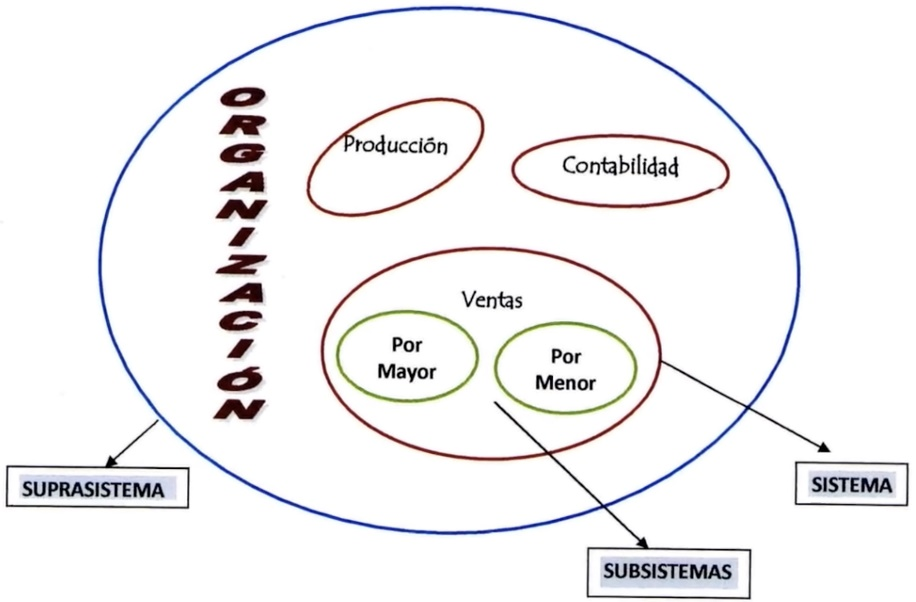 ORGANIZACIÓN
Producción
Contabilidad
Ventas
Por
Mayor
Por
Menor
SUPRASISTEMA
SISTEMA
SUBSISTEMAS